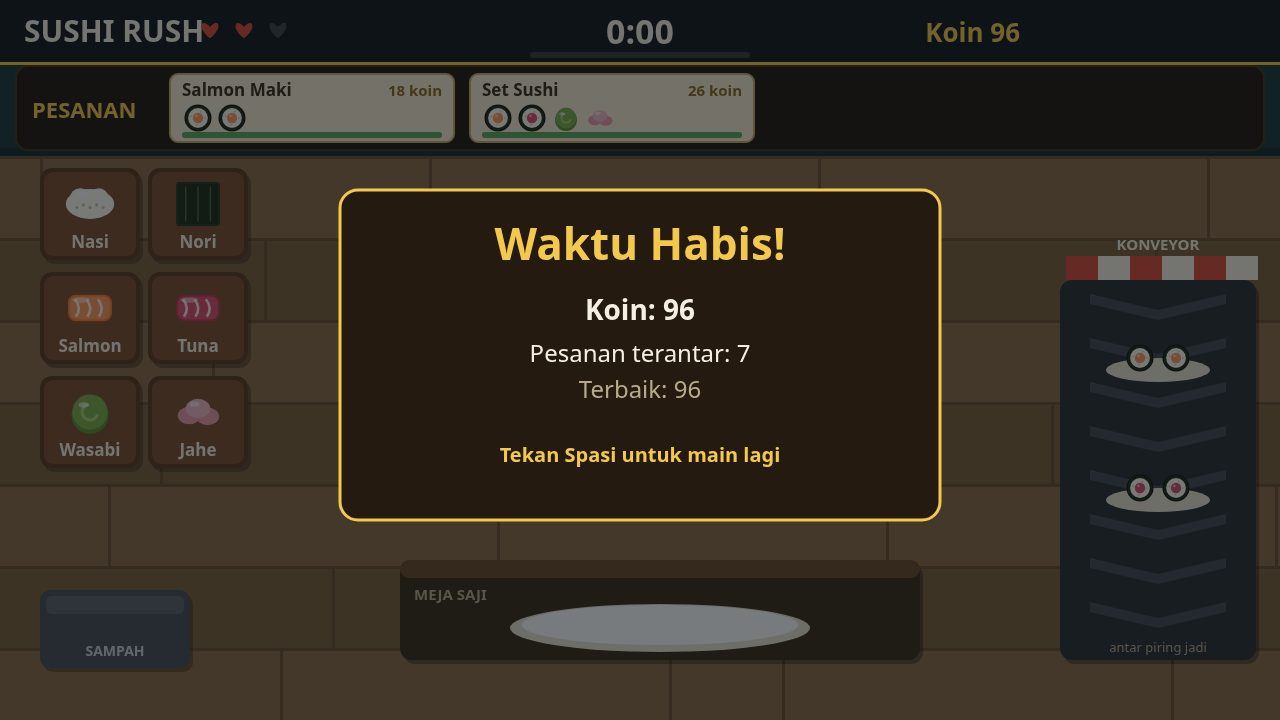 SUSHI RUSH
0:00
Koin 96
PESANAN
Salmon Maki
18 koin
Set Sushi
26 koin
Nasi
Nori
Salmon
Tuna
Wasabi
Jahe
Waktu Habis!
Koin: 96
Pesanan terantar: 7
Terbaik: 96
Tekan Spasi untuk main lagi
KONVEYOR
antar piring jadi
MEJA SAJI
SAMPAH